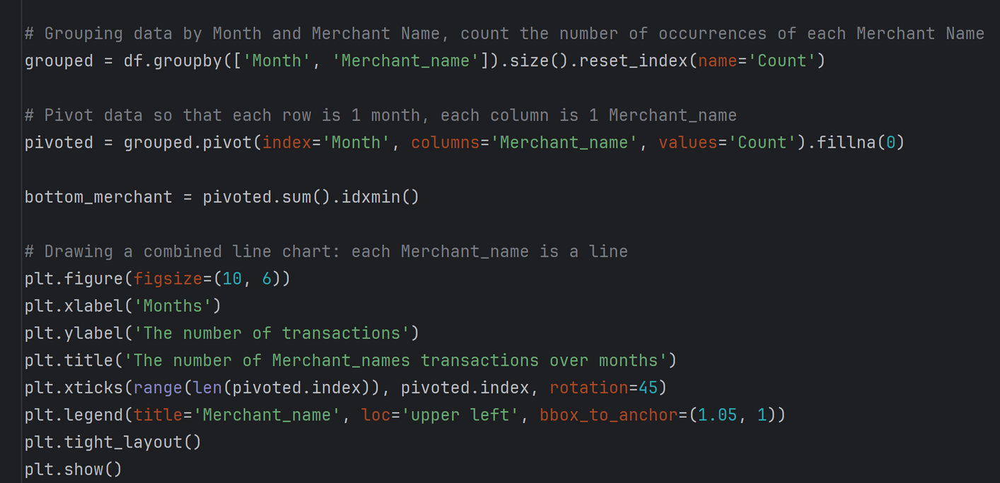 # Grouping data by Month and Merchant Name, count the number of occurrences of each Merchant Name
grouped = df.groupby(['Month', 'Merchant_name']).size().reset_index(name='Count')
# Pivot data so that each row is 1 month, each column is 1 Merchant_name
pivoted = grouped.pivot(index='Month', columns='Merchant_name', values='Count').fillna(0)
bottom_merchant = pivoted.sum().idxmin()
# Drawing a combined line chart: each Merchant_name is a line
plt.figure(figsize=(10, 6))
plt.xlabel('Months')
plt.ylabel('The number of transactions')
plt.title('The number of Merchant_names transactions over months')
plt.xticks(range(len(pivoted.index)), pivoted.index, rotation=45)
plt.legend(title='Merchant_name', loc='upper left', bbox_to_anchor=(1.05, 1))
plt.tight_layout()
plt.show()